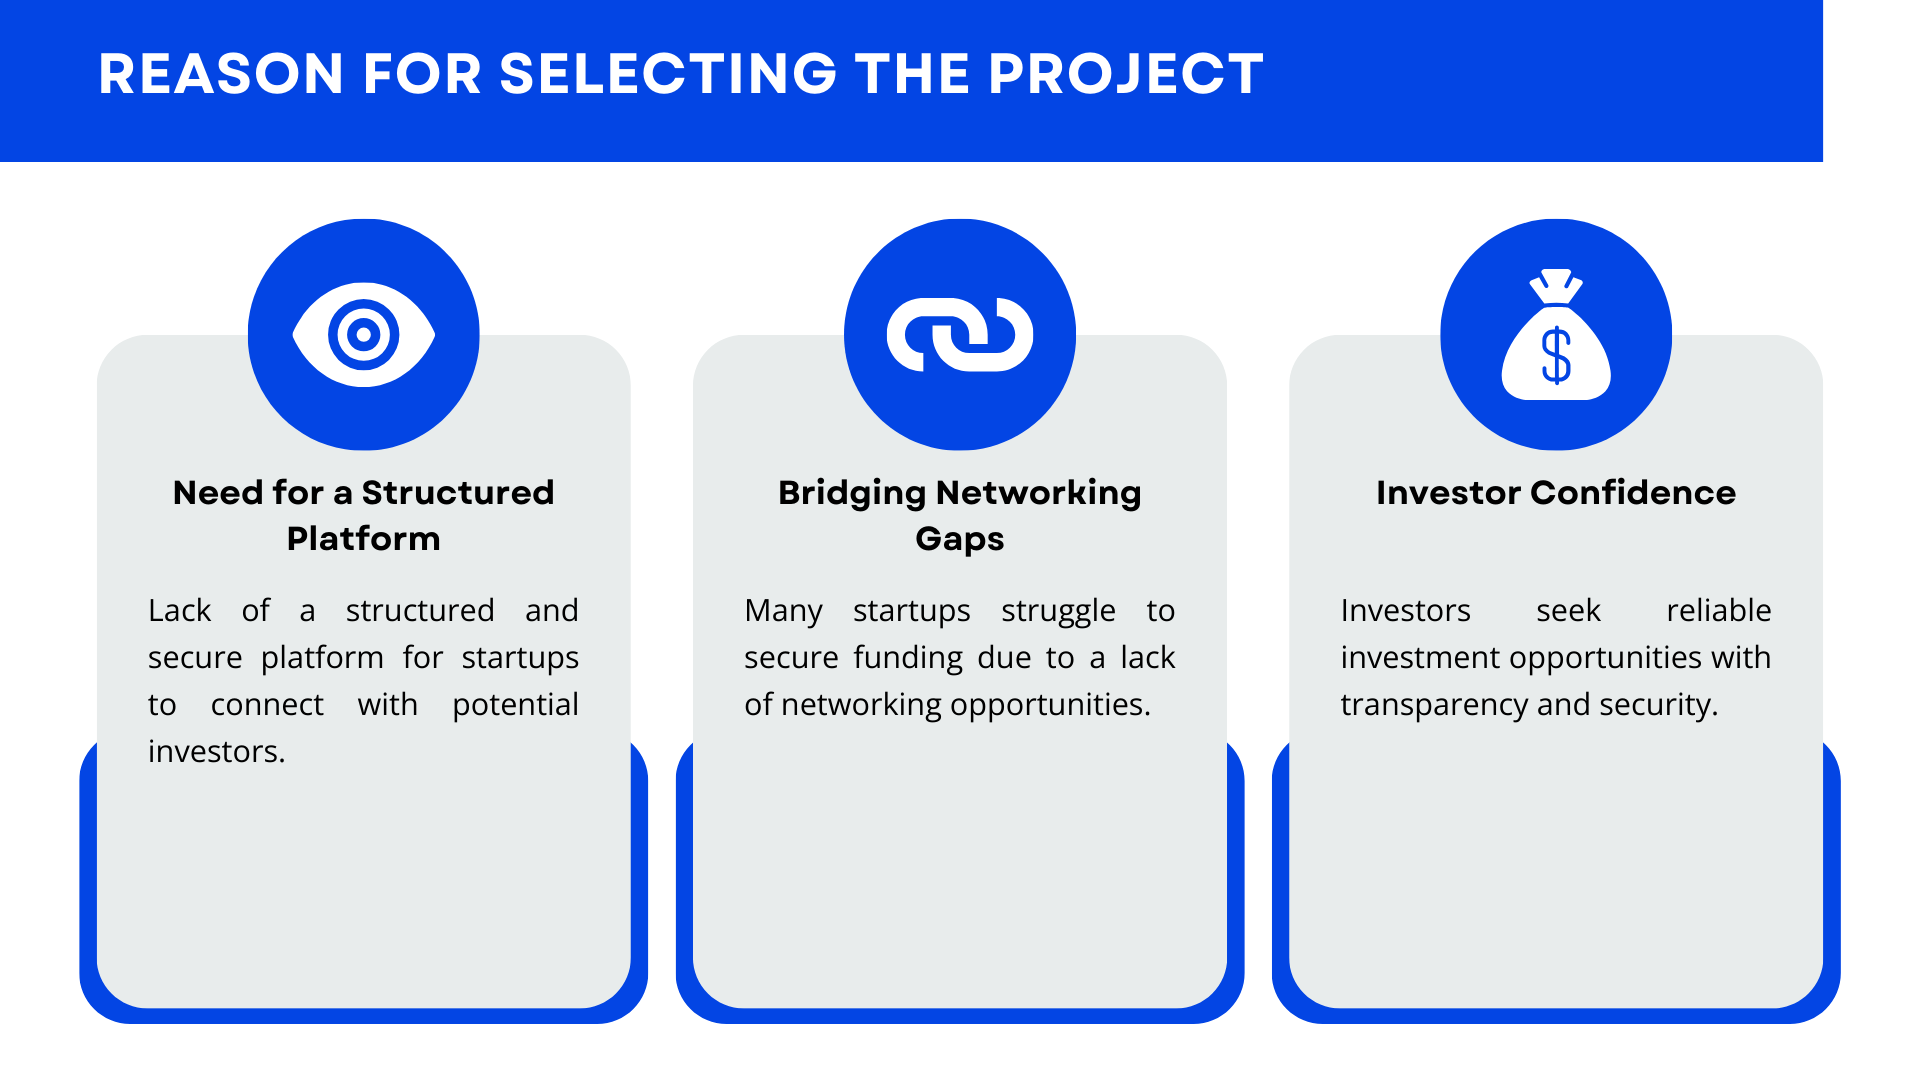 REASON FOR SELECTING THE PROJECT
$
Need for a Structured
Platform
Lack of a structured and
secure platform for startups
to connect with potential
investors.
Bridging Networking
Gaps
Many startups struggle to
secure funding due to a lack
of networking opportunities.
Investor Confidence
Investors seek reliable
investment opportunities with
transparency and security.